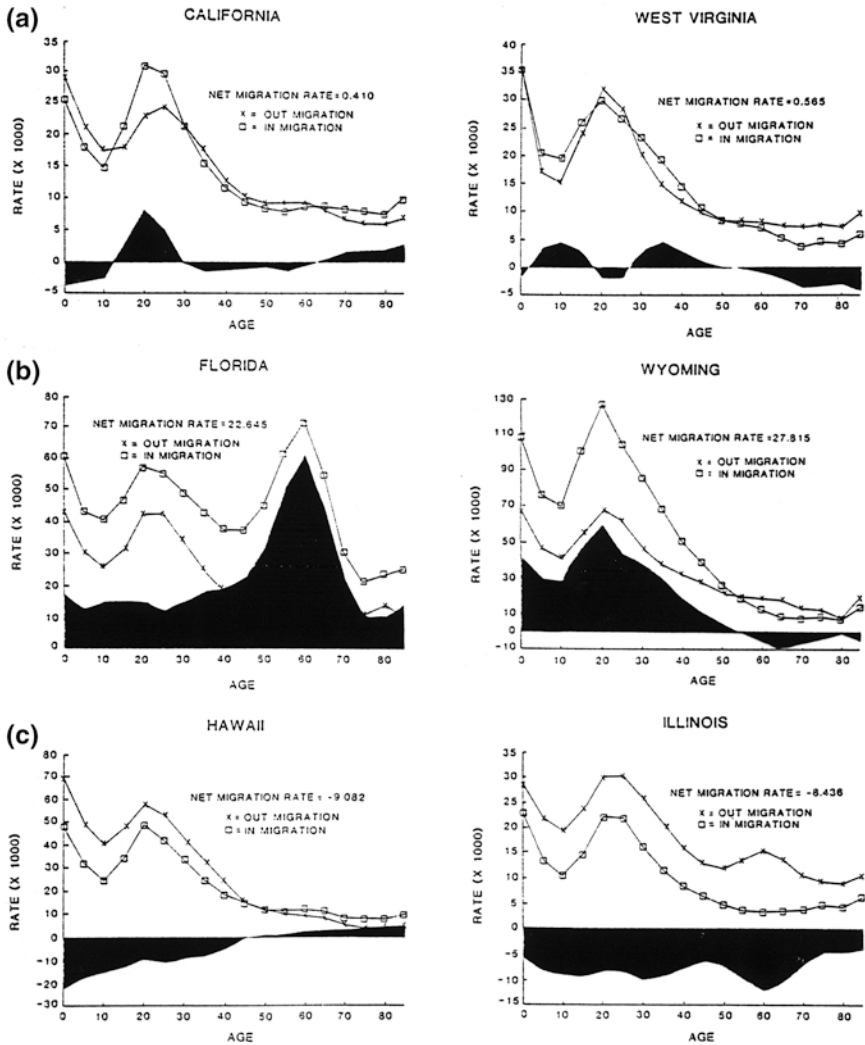 (a)
CALIFORNIA
35
30
25
20
15
10
5
0
-5
RATE (X 1000)
NET MIGRATION RATE=0.410
x = OUT MIGRATION
□ = IN MIGRATION
0 10 20 30 40 50 60 70 80
AGE
WEST VIRGINIA
40
35
30
25
20
15
10
5
0
-5
RATE (X 1000)
NET MIGRATION RATE=0.565
x = OUT MIGRATION
□ = IN MIGRATION
0 10 20 30 40 50 60 70 80
AGE
(b)
FLORIDA
80
70
60
50
40
30
20
10
0
RATE (X 1000)
NET MIGRATION RATE=22.645
x = OUT MIGRATION
□ = IN MIGRATION
0 10 20 30 40 50 60 70 80
AGE
WYOMING
130
110
90
70
50
30
10
0
-10
RATE (X 1000)
NET MIGRATION RATE=27.815
x = OUT MIGRATION
□ = IN MIGRATION
0 10 20 30 40 50 60 70 80
AGE
(c)
HAWAII
80
70
60
50
40
30
20
10
0
-10
-20
-30
RATE (X 1000)
NET MIGRATION RATE = -9.082
x = OUT MIGRATION
□ = IN MIGRATION
0 10 20 30 40 50 60 70 80
AGE
ILLINOIS
35
30
25
20
15
10
5
0
-5
-10
-15
RATE (X 1000)
NET MIGRATION RATE= -8.436
x = OUT MIGRATION
□ = IN MIGRATION
0 10 20 30 40 50 60 70 80
AGE